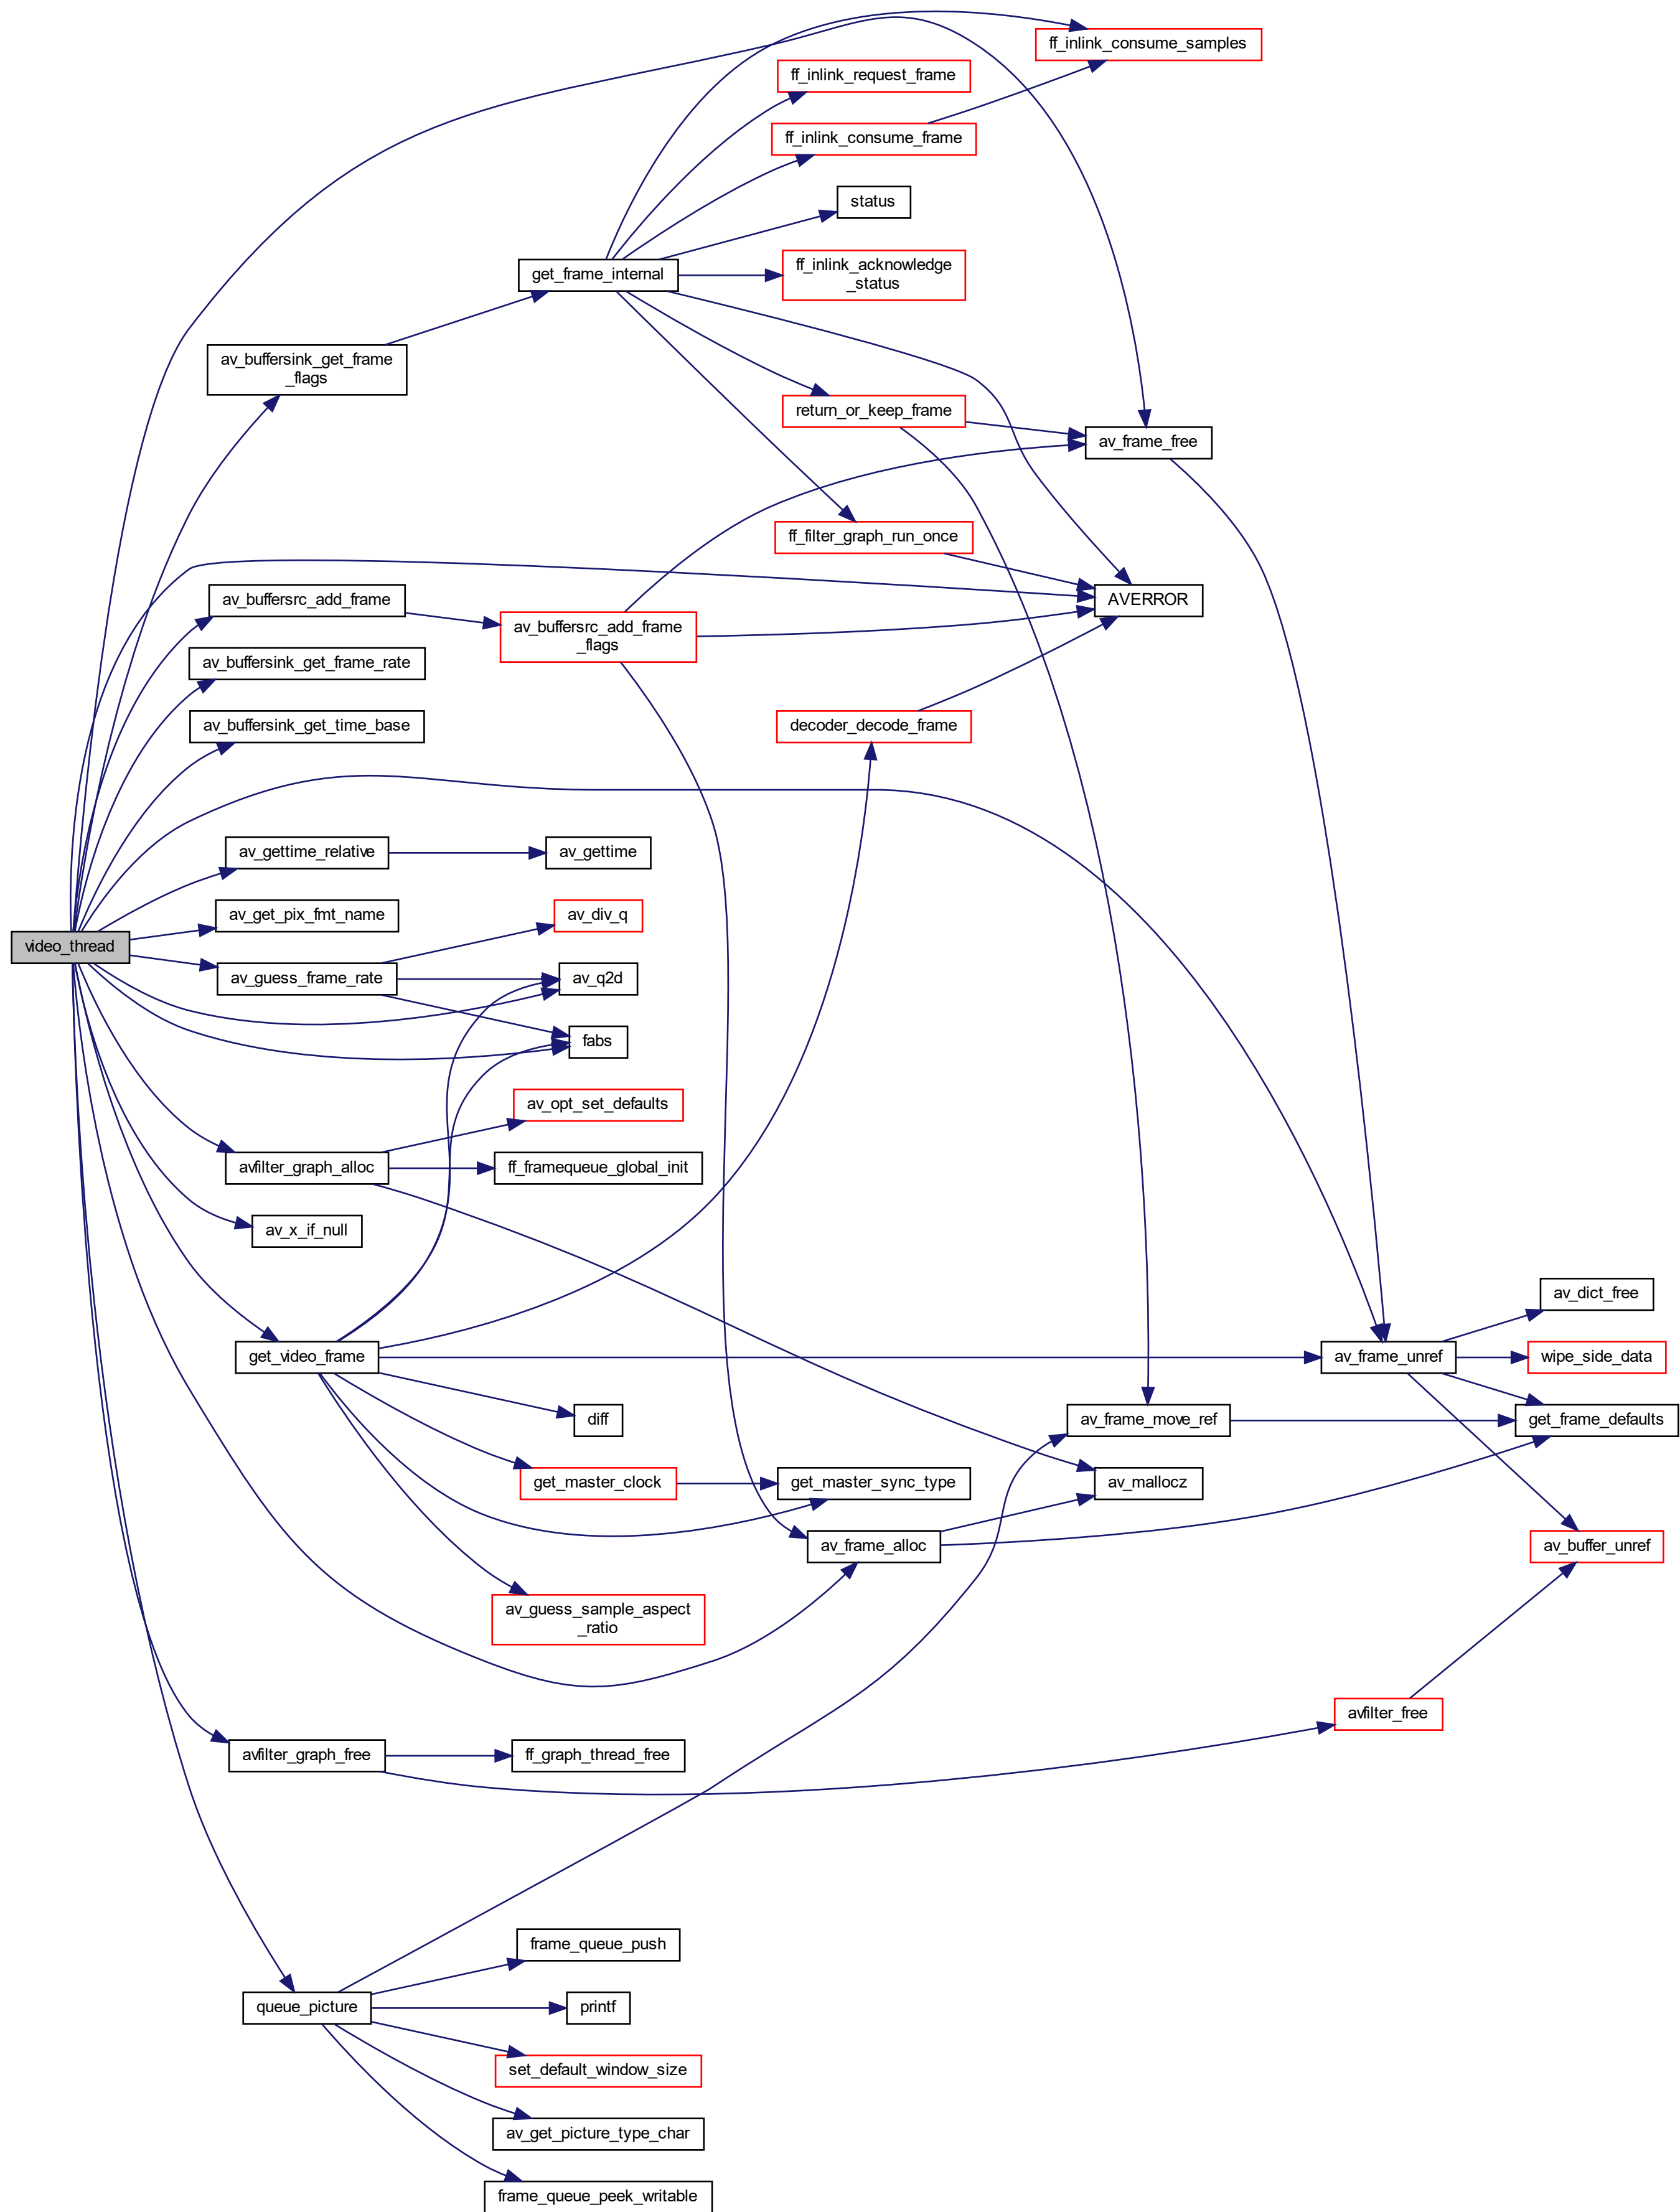 ff_inlink_consume_samples
ff_inlink_request_frame
ff_inlink_consume_frame
status
get_frame_internal
ff_inlink_acknowledge
_status
av_buffersink_get_frame
_flags
return_or_keep_frame
av_frame_free
ff_filter_graph_run_once
av_buffersrc_add_frame
AVERROR
av_buffersrc_add_frame
_flags
av_buffersink_get_frame_rate
av_buffersink_get_time_base
decoder_decode_frame
av_gettime_relative
av_gettime
av_get_pix_fmt_name
av_div_q
video_thread
av_guess_frame_rate
av_q2d
fabs
av_opt_set_defaults
avfilter_graph_alloc
ff_framequeue_global_init
av_x_if_null
av_dict_free
get_video_frame
av_frame_unref
wipe_side_data
diff
av_frame_move_ref
get_frame_defaults
get_master_clock
get_master_sync_type
av_mallocz
av_frame_alloc
av_buffer_unref
av_guess_sample_aspect
_ratio
avfilter_free
avfilter_graph_free
ff_graph_thread_free
frame_queue_push
queue_picture
printf
set_default_window_size
av_get_picture_type_char
frame_queue_peek_writable